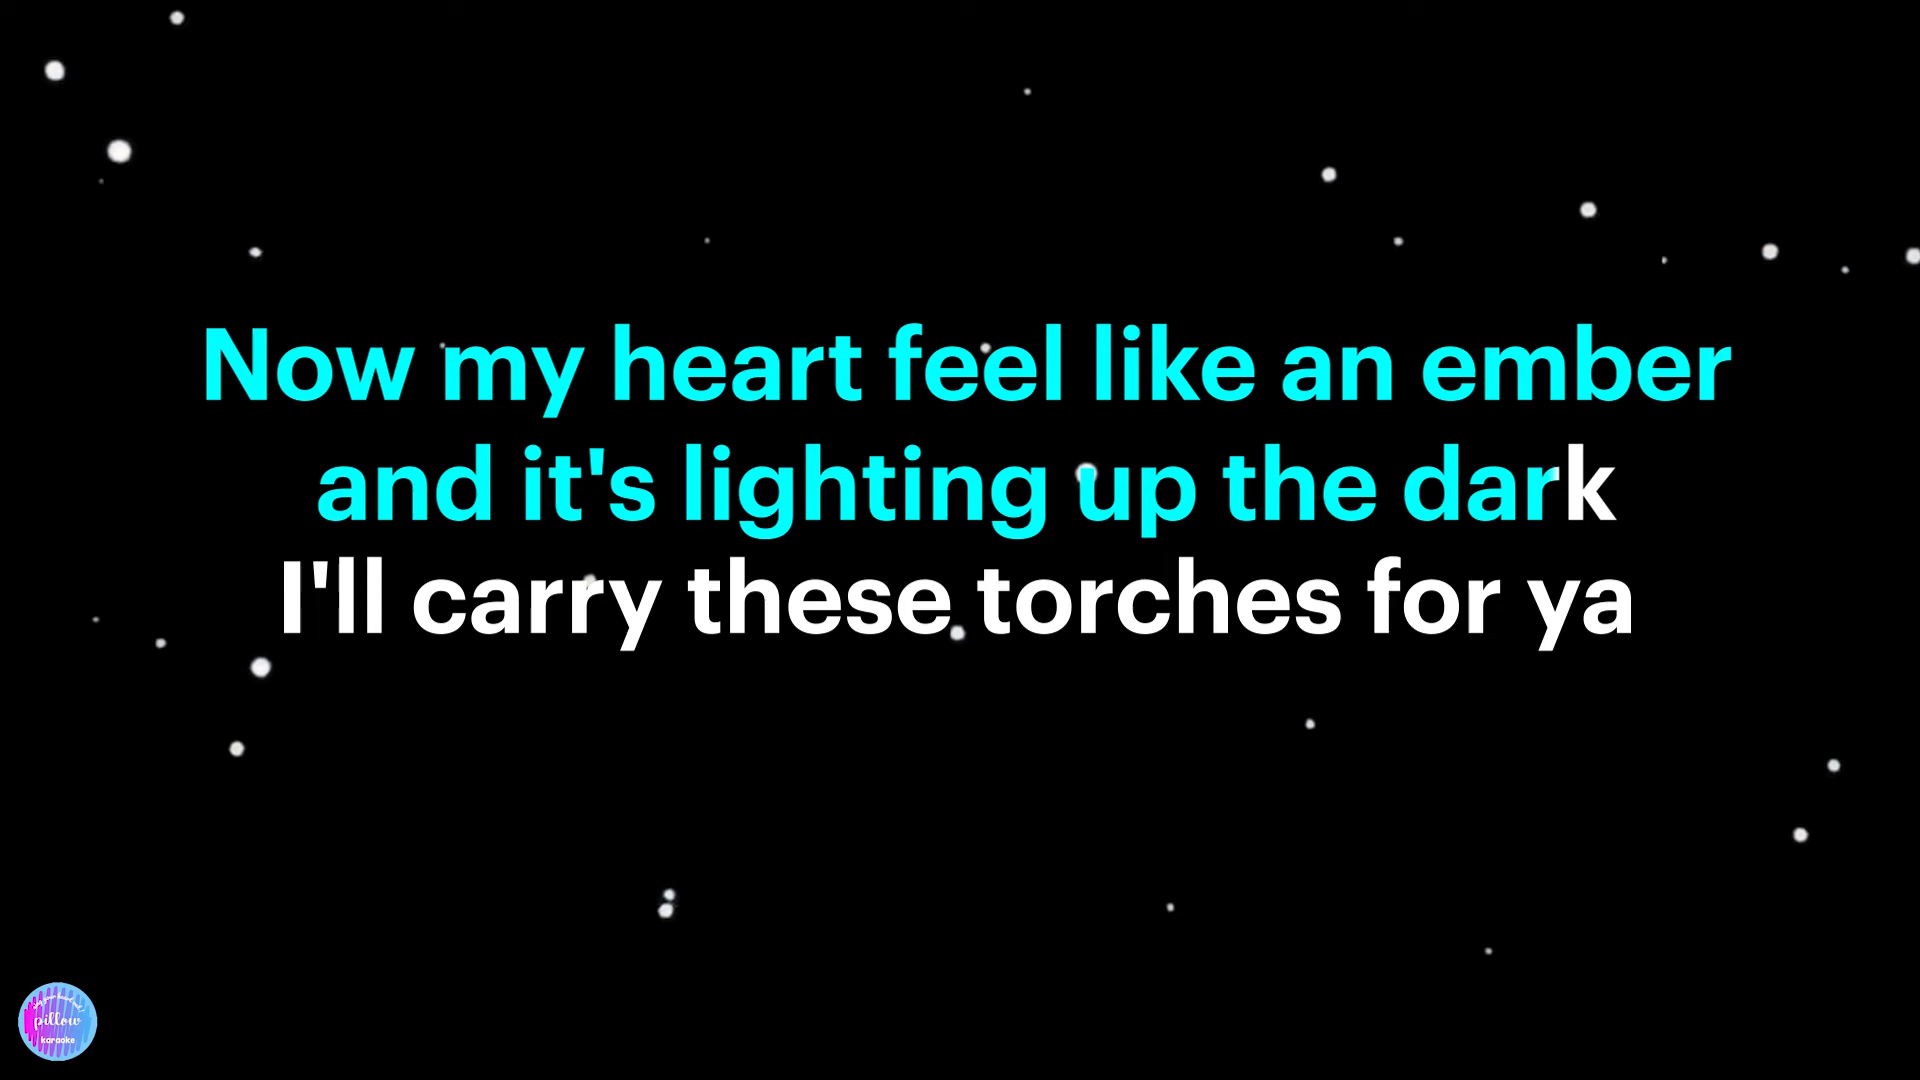 Now my heart feel like an ember
and it's lighting up the dark
I'll carry these torches for ya
pillow
karaoke